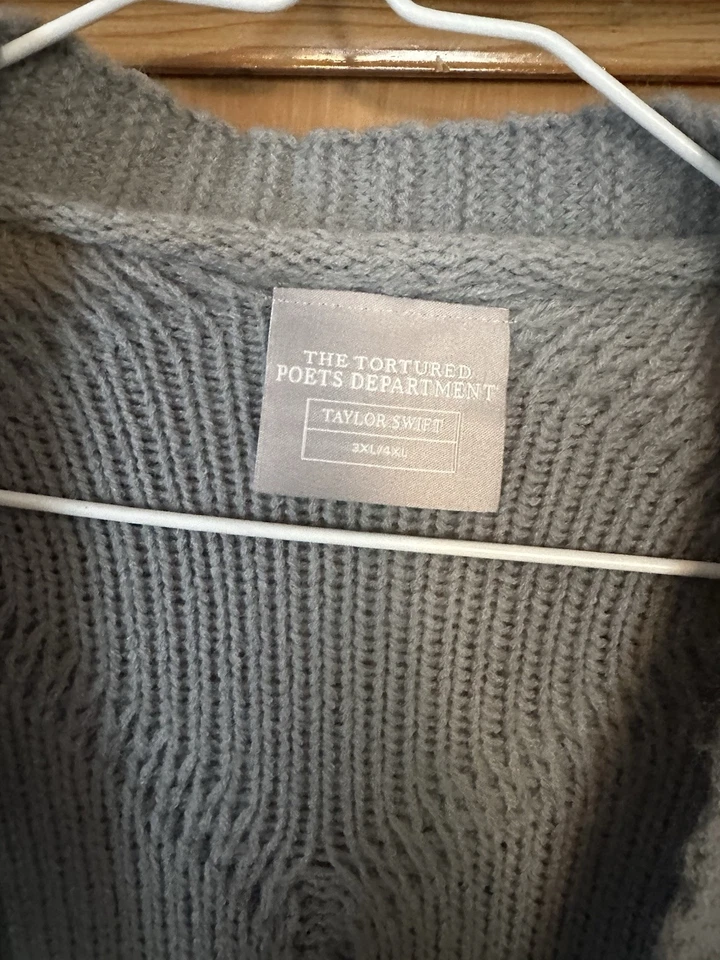 THE TORTURED
POETS DEPARTMENT
TAYLOR SWIFT
3XL/4XL